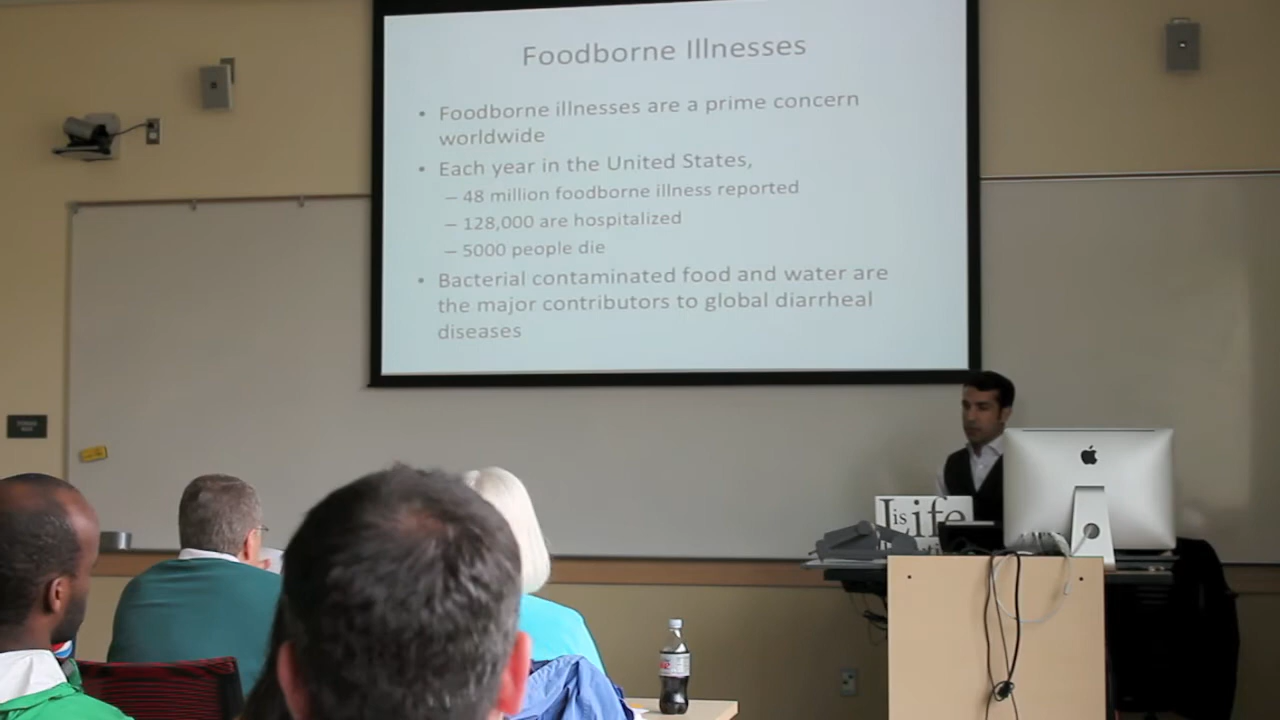 Foodborne Illnesses
• Foodborne illnesses are a prime concern
worldwide
• Each year in the United States,
– 48 million foodborne illness reported
– 128,000 are hospitalized
– 5000 people die
• Bacterial contaminated food and water are
the major contributors to global diarrheal
diseases
is
Life